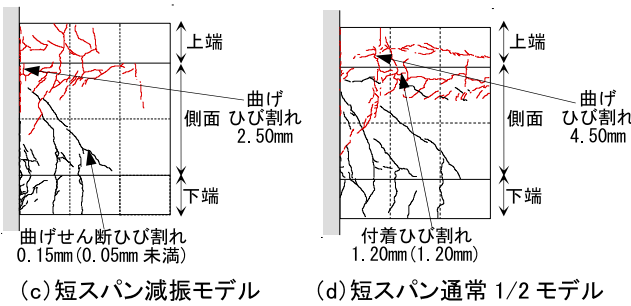 上端
側面
下端
曲げ
ひび割れ
2.50mm
曲げせん断ひび割れ
0.15mm(0.05mm 未満)
(c)短スパン減振モデル
上端
側面
下端
曲げ
ひび割れ
4.50mm
付着ひび割れ
1.20mm(1.20mm)
(d)短スパン通常 1/2 モデル